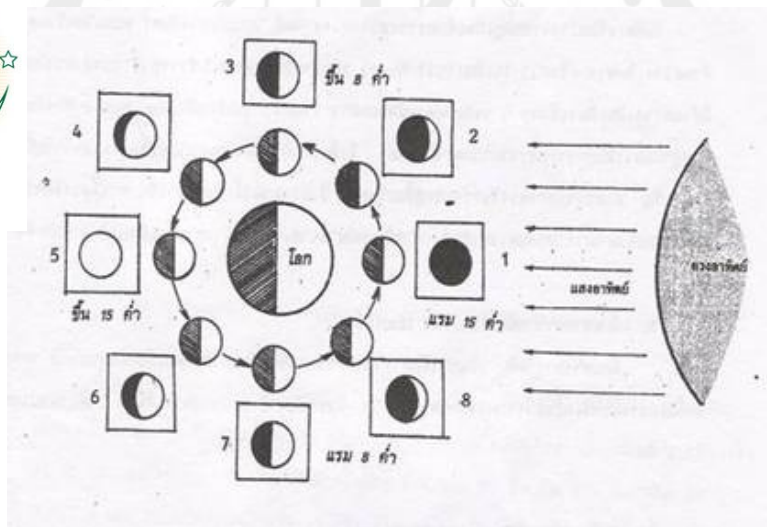 3
ขึ้น 8 ค่ำ
4
2
5
โลก
1
แสงอาทิตย์
ดวงอาทิตย์
ขึ้น 15 ค่ำ
แรม 15 ค่ำ
6
8
7
แรม 8 ค่ำ